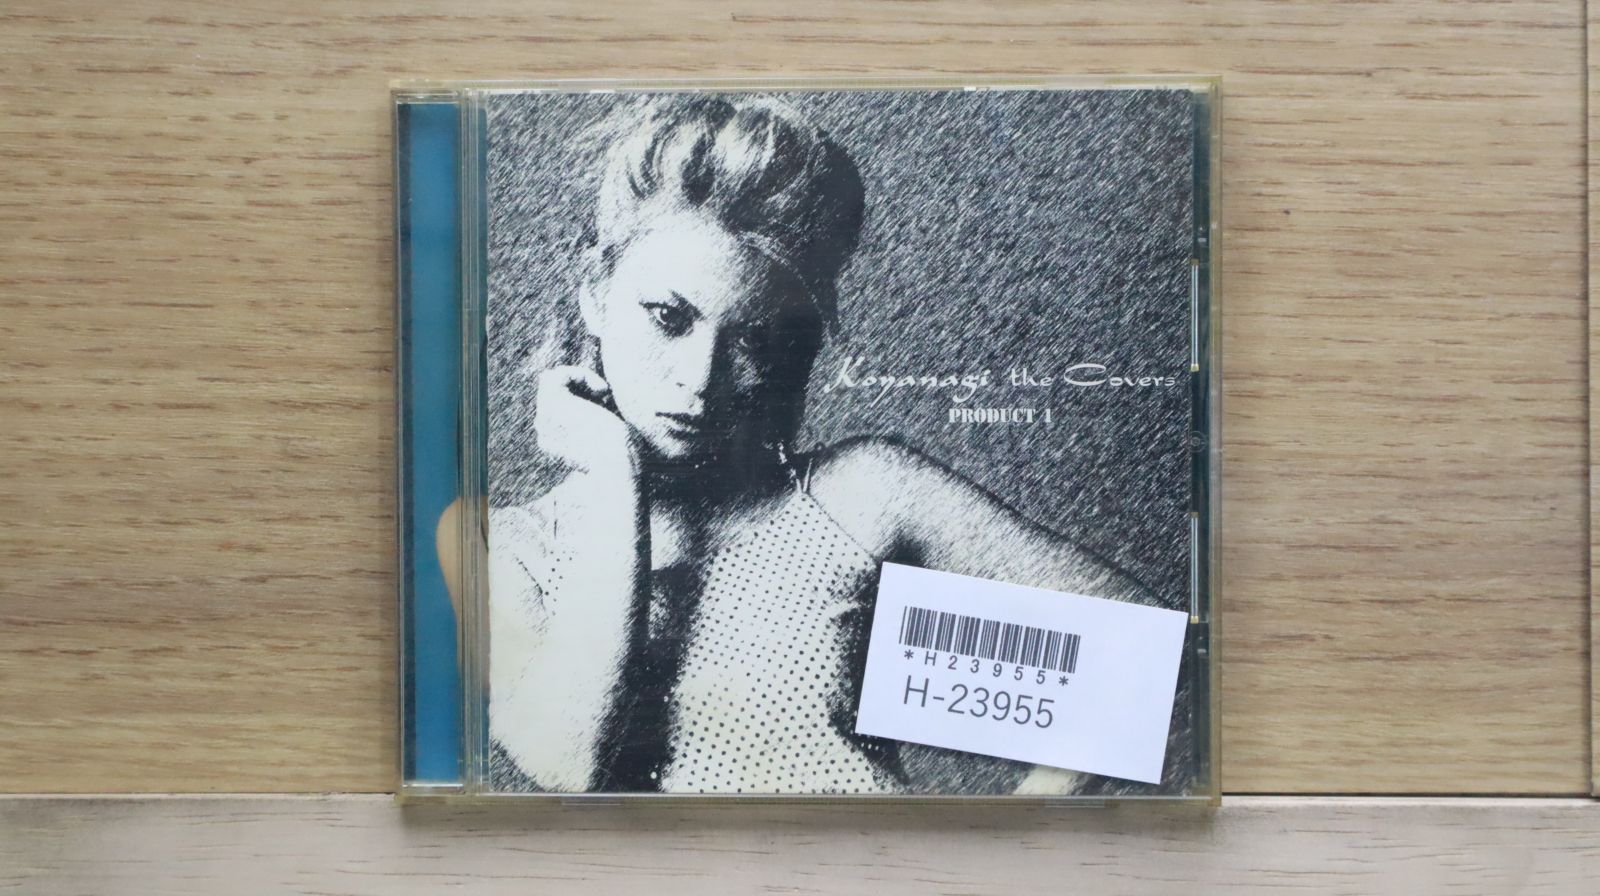 Koyanagi the Covers
PRODUCT 1
*H23955*
H-23955